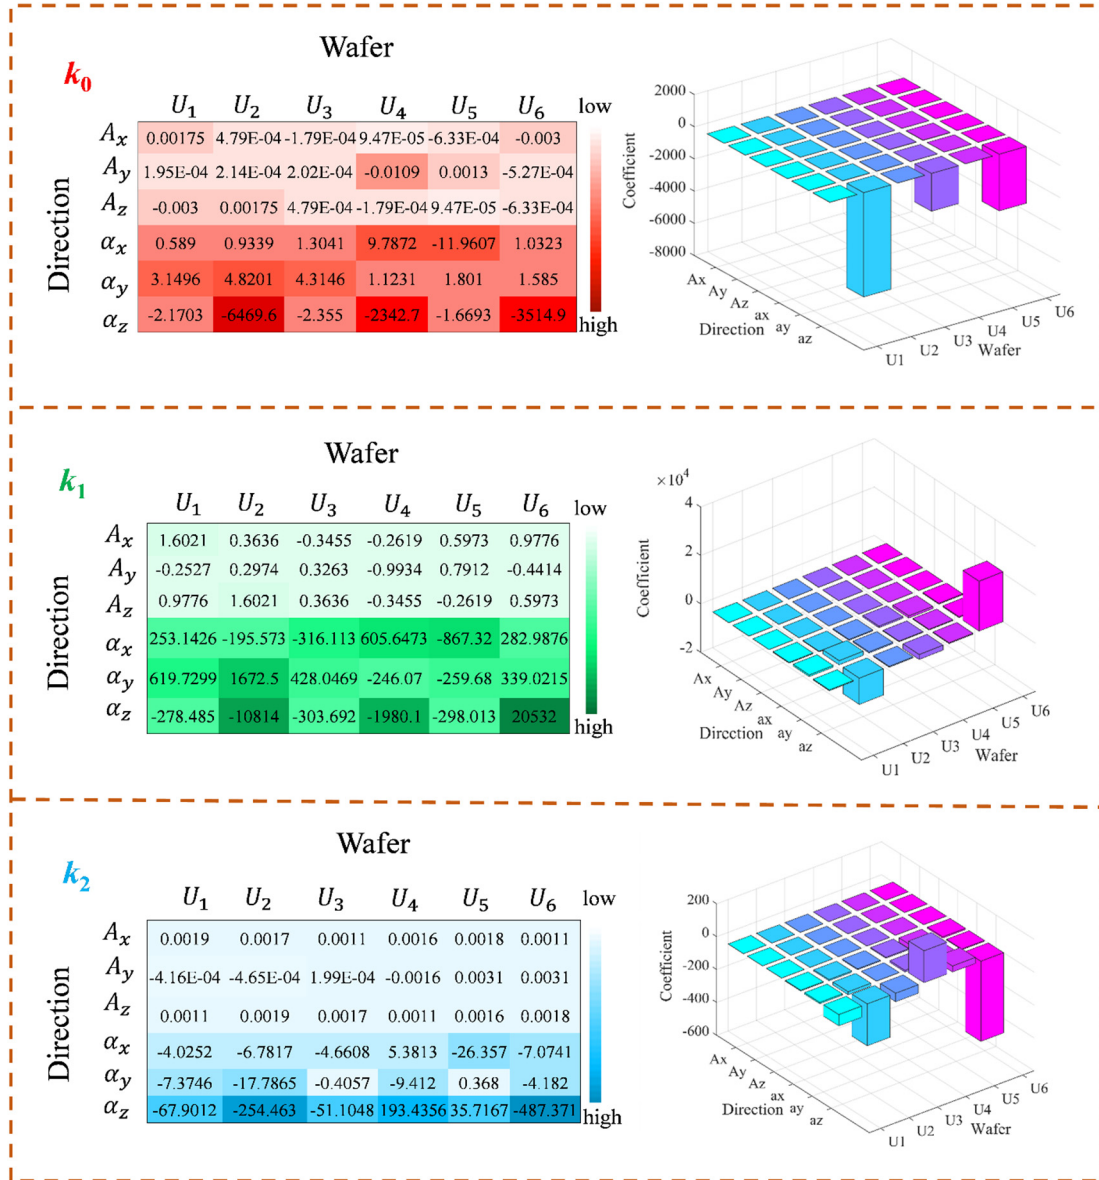 Wafer
k0
U1 U2 U3 U4 U5 U6 low
Ax 0.00175 4.79E-04 -1.79E-04 9.47E-05 -6.33E-04 -0.003
Ay 1.95E-04 2.14E-04 2.02E-04 -0.0109 0.0013 -5.27E-04
Az -0.003 0.00175 4.79E-04 -1.79E-04 9.47E-05 -6.33E-04
αx 0.589 0.9339 1.3041 9.7872 -11.9607 1.0323
αy 3.1496 4.8201 4.3146 1.1231 1.801 1.585
αz -2.1703 -6469.6 -2.355 -2342.7 -1.6693 -3514.9
high
Direction
2000
0
-2000
-4000
-6000
-8000
Coefficient
Ax
Ay
Az
ax
ay
az
Direction
U1
U2
U3
U4
U5
U6
Wafer
Wafer
k1
U1 U2 U3 U4 U5 U6 low
Ax 1.6021 0.3636 -0.3455 -0.2619 0.5973 0.9776
Ay -0.2527 0.2974 0.3263 -0.9934 0.7912 -0.4414
Az 0.9776 1.6021 0.3636 -0.3455 -0.2619 0.5973
αx 253.1426 -195.573 -316.113 605.6473 -867.32 282.9876
αy 619.7299 1672.5 428.0469 -246.07 -259.68 339.0215
αz -278.485 -10814 -303.692 -1980.1 -298.013 20532
high
Direction
×10^4
4
2
0
-2
Coefficient
Ax
Ay
Az
ax
ay
az
Direction
U1
U2
U3
U4
U5
U6
Wafer
Wafer
k2
U1 U2 U3 U4 U5 U6 low
Ax 0.0019 0.0017 0.0011 0.0016 0.0018 0.0011
Ay -4.16E-04 -4.65E-04 1.99E-04 -0.0016 0.0031 0.0031
Az 0.0011 0.0019 0.0017 0.0011 0.0016 0.0018
αx -4.0252 -6.7817 -4.6608 5.3813 -26.357 -7.0741
αy -7.3746 -17.7865 -0.4057 -9.412 0.368 -4.182
αz -67.9012 -254.463 -51.1048 193.4356 35.7167 -487.371
high
Direction
200
0
-200
-400
-600
Coefficient
Ax
Ay
Az
ax
ay
az
Direction
U1
U2
U3
U4
U5
U6
Wafer